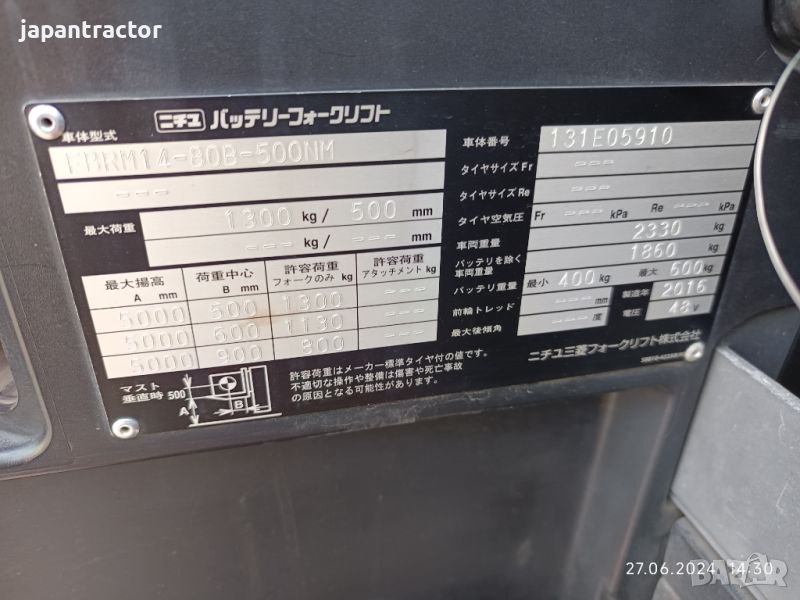 japantractor
ニチユ バッテリーフォークリフト
車体型式
FBRM14-80B-500NM
---
最大荷重 1300 kg / 500 mm
--- kg / --- mm
最大揚高 A mm 荷重中心 B mm 許容荷重 フォークのみ kg 許容荷重 アタッチメント kg
5000 500 1300 ---
5000 600 1130 ---
5000 900 800 ---
マスト垂直時 500 A B
許容荷重はメーカー標準タイヤ付の値です。
不適切な操作や整備は傷害や死亡事故
の原因となる可能性があります。
車体番号 131E05910
タイヤサイズ Fr ---
タイヤサイズ Re ---
タイヤ空気圧 Fr --- kPa Re --- kPa
車両重量 2330 kg
バッテリを除く車両重量 1860 kg
バッテリ重量 最小 400 kg 最大 600 kg
前輪トレッド --- mm 製造年 2016
最大後傾角 --- 度 電圧 48 V
ニチユ三菱フォークリフト株式会社
27.06.2024 14:30
BAZAR